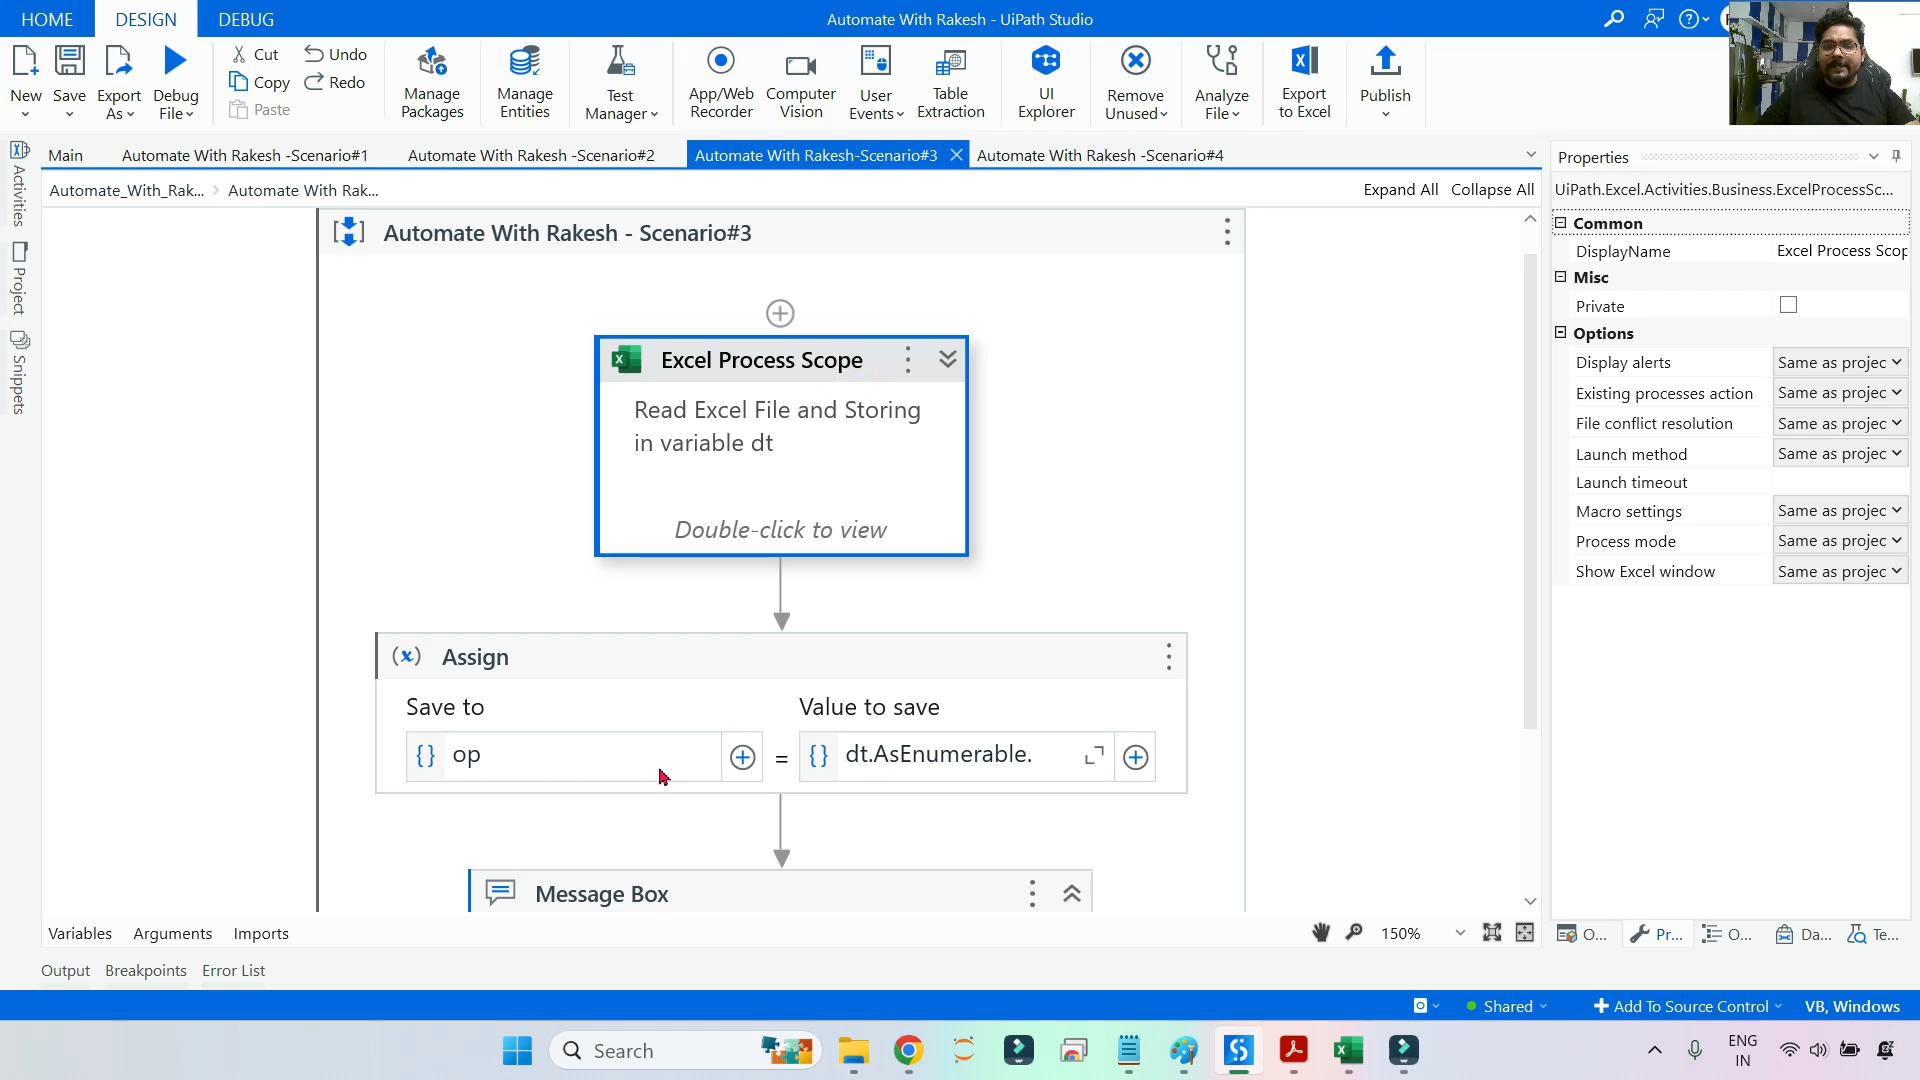 HOME
DESIGN
DEBUG
Automate With Rakesh - UiPath Studio
New
Save
Export As
Debug File
Cut
Copy
Paste
Undo
Redo
Manage Packages
Manage Entities
Test Manager
App/Web Recorder
Computer Vision
User Events
Table Extraction
UI Explorer
Remove Unused
Analyze File
Export to Excel
Publish
Main
Automate With Rakesh -Scenario#1
Automate With Rakesh -Scenario#2
Automate With Rakesh-Scenario#3
Automate With Rakesh -Scenario#4
Automate_With_Rak... > Automate With Rak...
Expand All
Collapse All
Activities
Project
Snippets
Automate With Rakesh - Scenario#3
Excel Process Scope
Read Excel File and Storing
in variable dt
Double-click to view
Assign
Save to
Value to save
op
=
dt.AsEnumerable.
Message Box
Properties
UiPath.Excel.Activities.Business.ExcelProcessSc...
Common
DisplayName
Excel Process Scop
Misc
Private
Options
Display alerts
Same as projec
Existing processes action
Same as projec
File conflict resolution
Same as projec
Launch method
Same as projec
Launch timeout
Macro settings
Same as projec
Process mode
Same as projec
Show Excel window
Same as projec
Variables
Arguments
Imports
150%
O...
Pr...
O...
Da...
Te...
Output
Breakpoints
Error List
Shared
Add To Source Control
VB, Windows
Search
ENG
IN